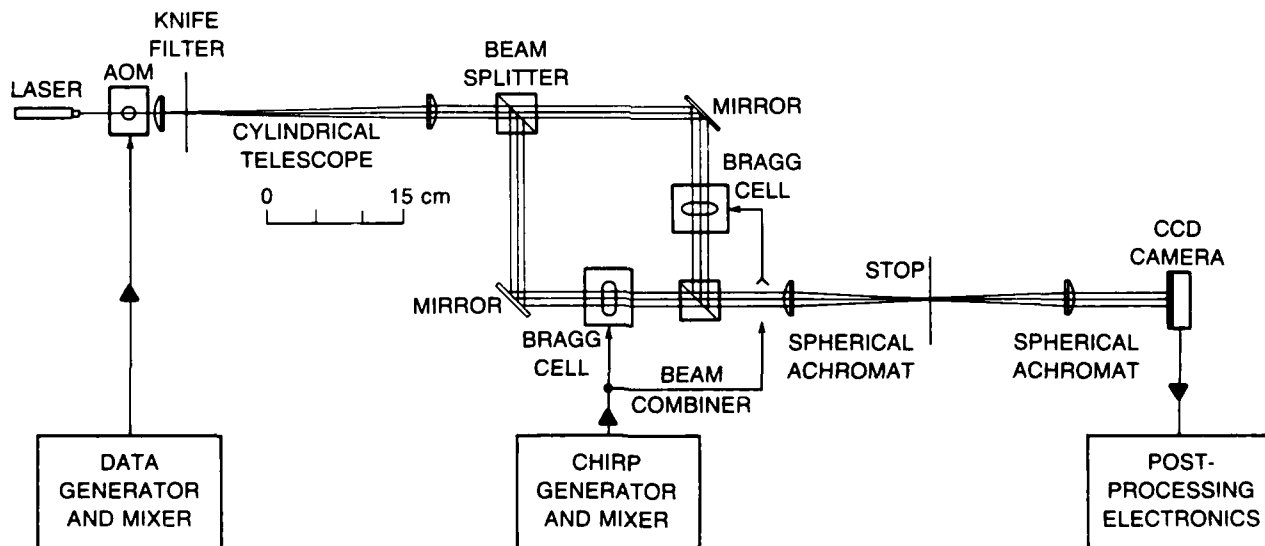 KNIFE
FILTER
AOM
LASER
CYLINDRICAL
TELESCOPE
0 15 cm
BEAM
SPLITTER
MIRROR
BRAGG
CELL
MIRROR
BRAGG
CELL
BEAM
COMBINER
SPHERICAL
ACHROMAT
STOP
SPHERICAL
ACHROMAT
CCD
CAMERA
DATA
GENERATOR
AND MIXER
CHIRP
GENERATOR
AND MIXER
POST-
PROCESSING
ELECTRONICS